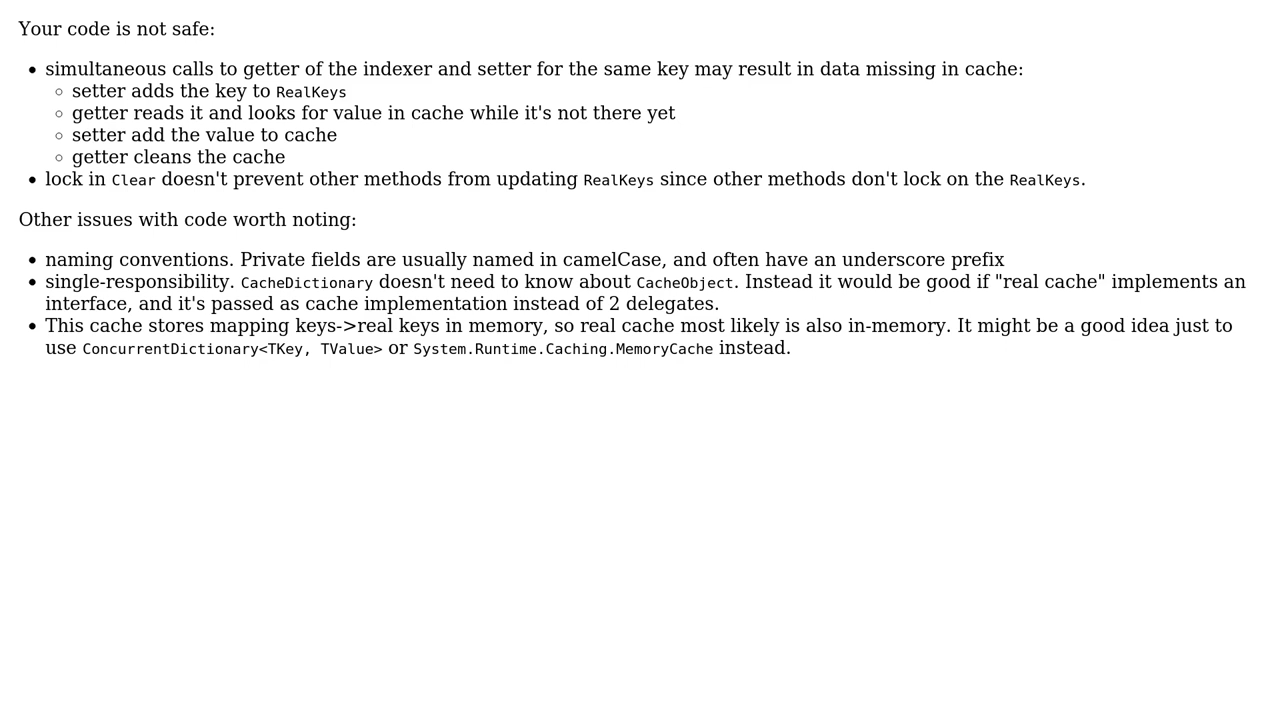 Your code is not safe:
simultaneous calls to getter of the indexer and setter for the same key may result in data missing in cache:
setter adds the key to RealKeys
getter reads it and looks for value in cache while it's not there yet
setter add the value to cache
getter cleans the cache
lock in Clear doesn't prevent other methods from updating RealKeys since other methods don't lock on the RealKeys.
Other issues with code worth noting:
naming conventions. Private fields are usually named in camelCase, and often have an underscore prefix
single-responsibility. CacheDictionary doesn't need to know about CacheObject. Instead it would be good if "real cache" implements an
interface, and it's passed as cache implementation instead of 2 delegates.
This cache stores mapping keys->real keys in memory, so real cache most likely is also in-memory. It might be a good idea just to
use ConcurrentDictionary<TKey, TValue> or System.Runtime.Caching.MemoryCache instead.